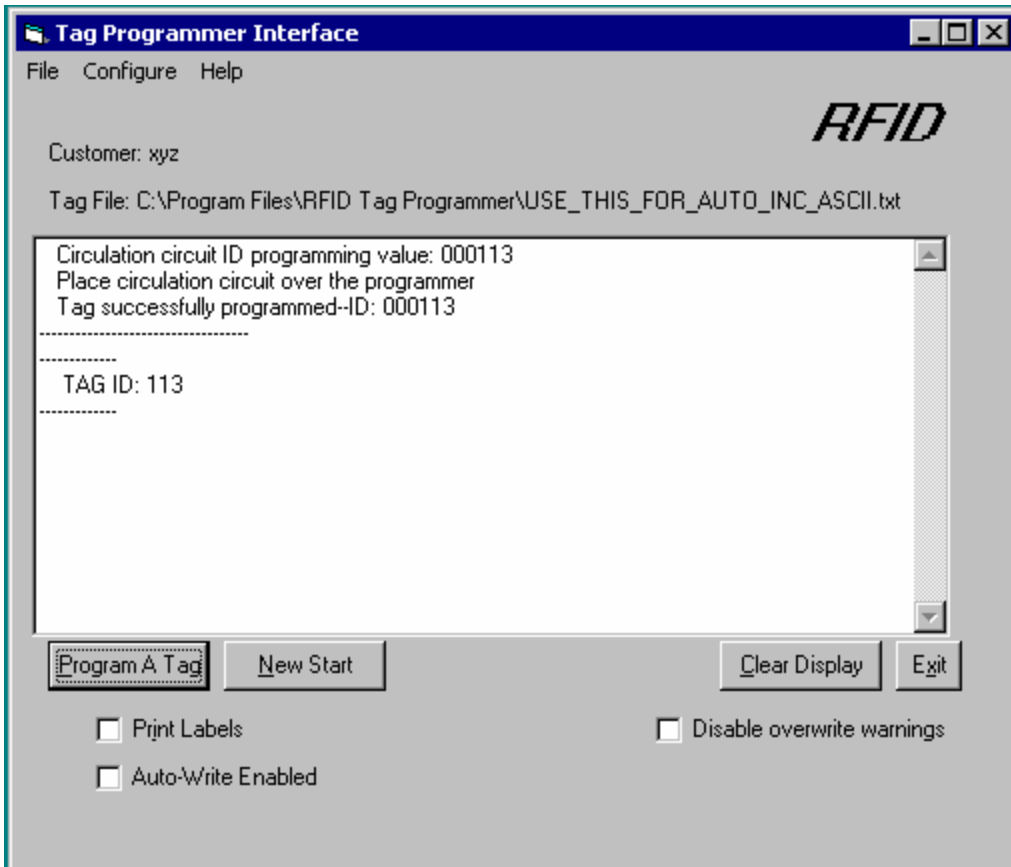 Tag Programmer Interface
File Configure Help
RFID
Customer: xyz
Tag File: C:\Program Files\RFID Tag Programmer\USE_THIS_FOR_AUTO_INC_ASCII.txt
Circulation circuit ID programming value: 000113
Place circulation circuit over the programmer
Tag successfully programmed--ID: 000113
-----------------------------------
-------------
TAG ID: 113
-------------
Program A Tag New Start Clear Display Exit
Print Labels Disable overwrite warnings
Auto-Write Enabled